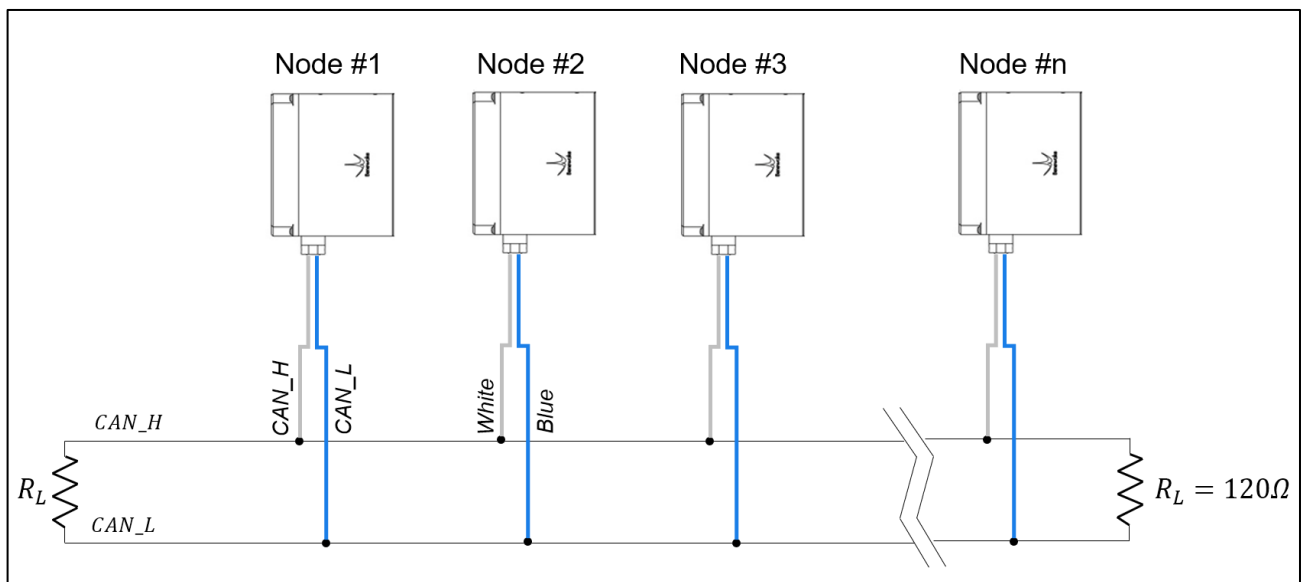 Node #1
Node #2
Node #3
Node #n
CAN_H
CAN_L
White
Blue
CAN_H
R_L
R_L = 120Ω
CAN_L